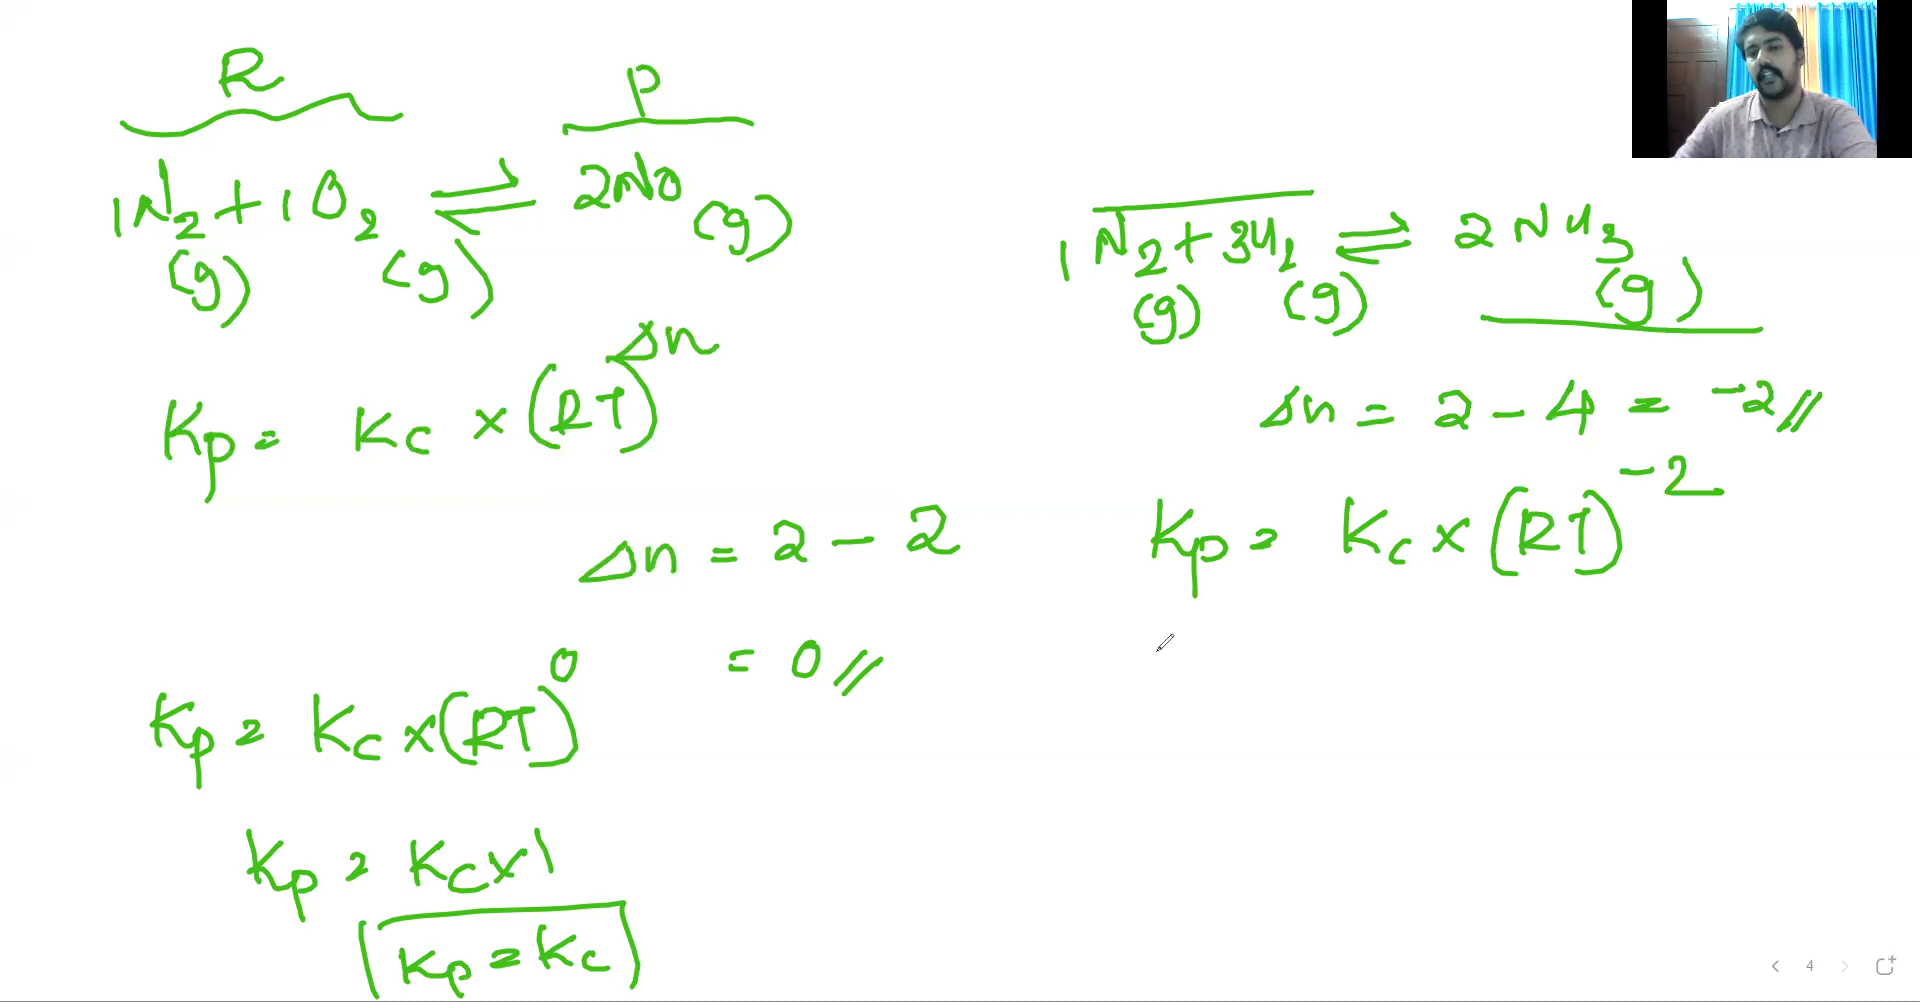 R
P
1N₂ + 1O₂ ⇌ 2NO
(g) (g) (g)
Kp = Kc × (RT)^Δn
Δn = 2 - 2
= 0 //
Kp = Kc × (RT)^0
Kp = Kc × 1
Kp = Kc
1N₂ + 3H₂ ⇌ 2NH₃
(g) (g) (g)
Δn = 2 - 4 = -2 //
Kp = Kc × (RT)^-2
4